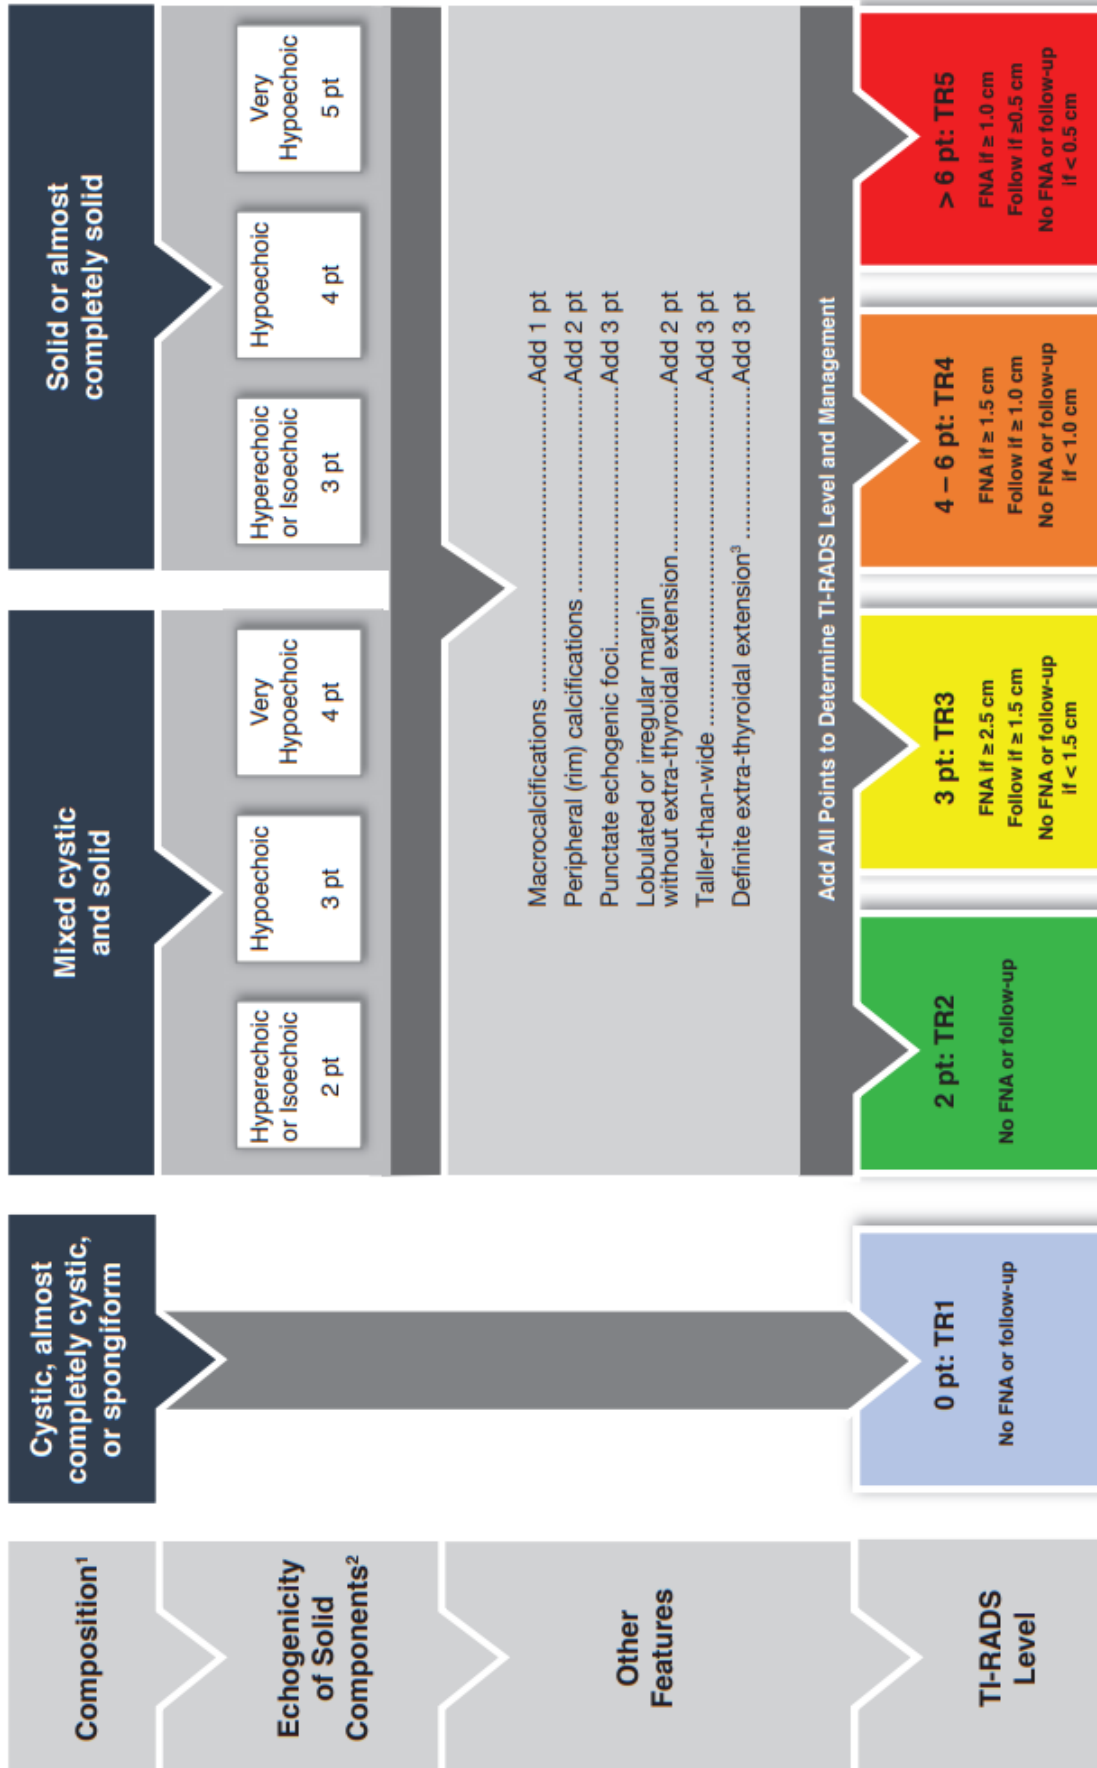 Composition¹
Cystic, almost
completely cystic,
or spongiform
Mixed cystic
and solid
Solid or almost
completely solid
Echogenicity
of Solid
Components²
Hyperechoic
or Isoechoic
2 pt
Hypoechoic
3 pt
Very
Hypoechoic
4 pt
Hyperechoic
or Isoechoic
3 pt
Hypoechoic
4 pt
Very
Hypoechoic
5 pt
Other
Features
Macrocalcifications ........................................Add 1 pt
Peripheral (rim) calcifications ........................Add 2 pt
Punctate echogenic foci.................................Add 3 pt
Lobulated or irregular margin
without extra-thyroidal extension.....................Add 2 pt
Taller-than-wide .............................................Add 3 pt
Definite extra-thyroidal extension³ ..................Add 3 pt
Add All Points to Determine TI-RADS Level and Management
TI-RADS
Level
0 pt: TR1
No FNA or follow-up
2 pt: TR2
No FNA or follow-up
3 pt: TR3
FNA if ≥ 2.5 cm
Follow if ≥ 1.5 cm
No FNA or follow-up
if < 1.5 cm
4 – 6 pt: TR4
FNA if ≥ 1.5 cm
Follow if ≥ 1.0 cm
No FNA or follow-up
if < 1.0 cm
> 6 pt: TR5
FNA if ≥ 1.0 cm
Follow if ≥0.5 cm
No FNA or follow-up
if < 0.5 cm